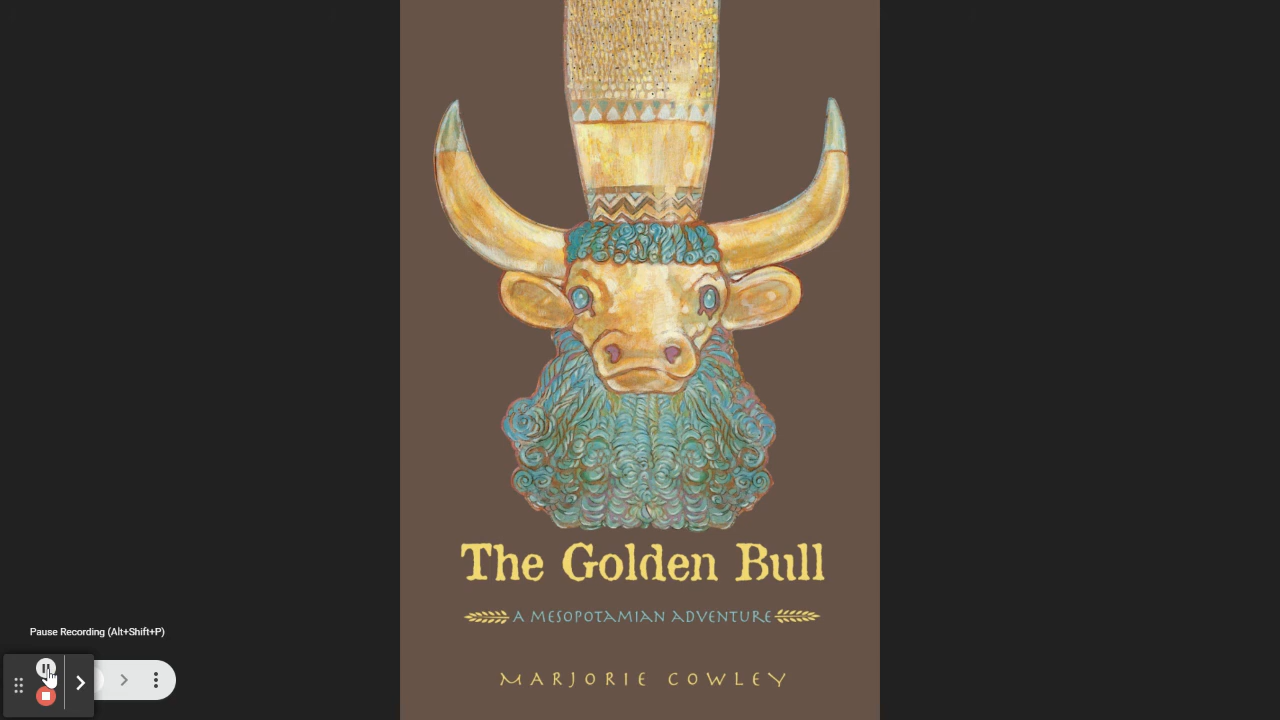 The Golden Bull
A MESOPOTAMIAN ADVENTURE
Pause Recording (Alt+Shift+P)
MARJORIE COWLEY